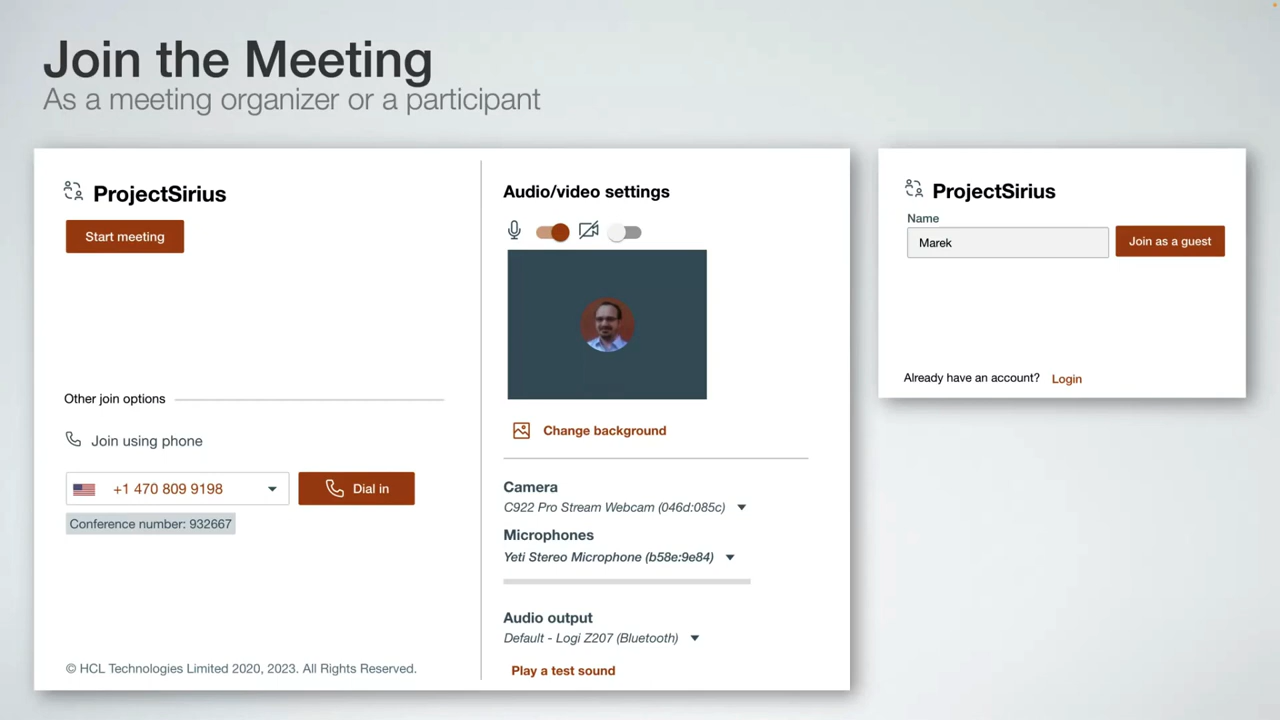 Join the Meeting
As a meeting organizer or a participant
ProjectSirius
Start meeting
Other join options
Join using phone
+1 470 809 9198
Dial in
Conference number: 932667
© HCL Technologies Limited 2020, 2023. All Rights Reserved.
Audio/video settings
Change background
Camera
C922 Pro Stream Webcam (046d:085c)
Microphones
Yeti Stereo Microphone (b58e:9e84)
Audio output
Default - Logi Z207 (Bluetooth)
Play a test sound
ProjectSirius
Name
Marek
Join as a guest
Already have an account? Login